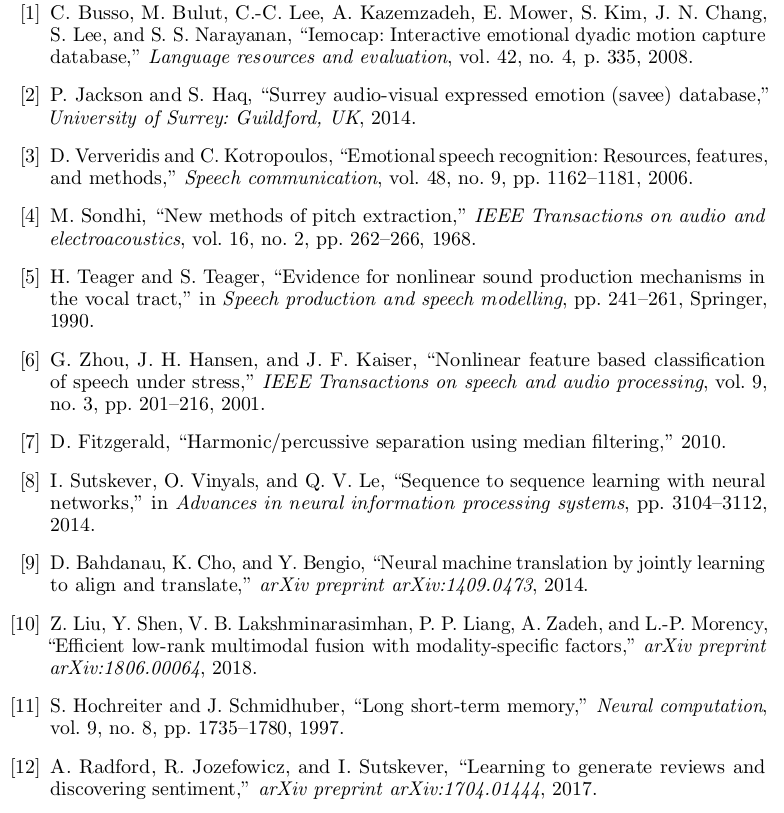 [1] C. Busso, M. Bulut, C.-C. Lee, A. Kazemzadeh, E. Mower, S. Kim, J. N. Chang,
S. Lee, and S. S. Narayanan, “Iemocap: Interactive emotional dyadic motion capture
database,” Language resources and evaluation, vol. 42, no. 4, p. 335, 2008.
[2] P. Jackson and S. Haq, “Surrey audio-visual expressed emotion (savee) database,”
University of Surrey: Guildford, UK, 2014.
[3] D. Ververidis and C. Kotropoulos, “Emotional speech recognition: Resources, features,
and methods,” Speech communication, vol. 48, no. 9, pp. 1162–1181, 2006.
[4] M. Sondhi, “New methods of pitch extraction,” IEEE Transactions on audio and
electroacoustics, vol. 16, no. 2, pp. 262–266, 1968.
[5] H. Teager and S. Teager, “Evidence for nonlinear sound production mechanisms in
the vocal tract,” in Speech production and speech modelling, pp. 241–261, Springer,
1990.
[6] G. Zhou, J. H. Hansen, and J. F. Kaiser, “Nonlinear feature based classification
of speech under stress,” IEEE Transactions on speech and audio processing, vol. 9,
no. 3, pp. 201–216, 2001.
[7] D. Fitzgerald, “Harmonic/percussive separation using median filtering,” 2010.
[8] I. Sutskever, O. Vinyals, and Q. V. Le, “Sequence to sequence learning with neural
networks,” in Advances in neural information processing systems, pp. 3104–3112,
2014.
[9] D. Bahdanau, K. Cho, and Y. Bengio, “Neural machine translation by jointly learning
to align and translate,” arXiv preprint arXiv:1409.0473, 2014.
[10] Z. Liu, Y. Shen, V. B. Lakshminarasimhan, P. P. Liang, A. Zadeh, and L.-P. Morency,
“Efficient low-rank multimodal fusion with modality-specific factors,” arXiv preprint
arXiv:1806.00064, 2018.
[11] S. Hochreiter and J. Schmidhuber, “Long short-term memory,” Neural computation,
vol. 9, no. 8, pp. 1735–1780, 1997.
[12] A. Radford, R. Jozefowicz, and I. Sutskever, “Learning to generate reviews and
discovering sentiment,” arXiv preprint arXiv:1704.01444, 2017.